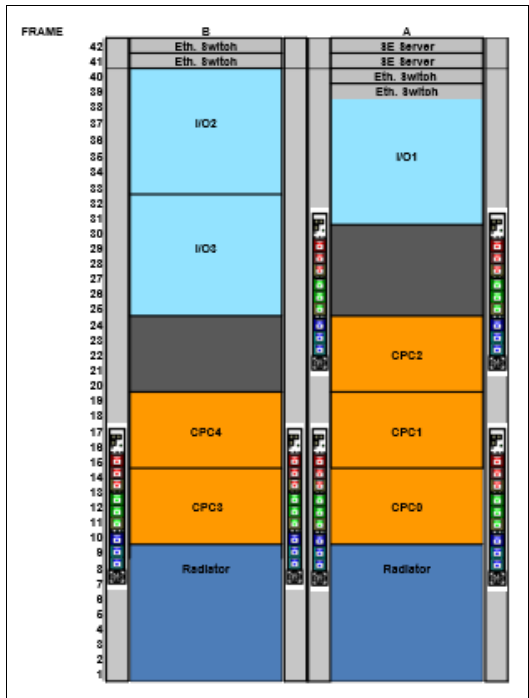 FRAME B A
42 Eth. Switch SE Server
41 Eth. Switch SE Server
40 Eth. Switch
39 Eth. Switch
38
37 I/O2
36
35 I/O1
34
33
32
31
30
29 I/O3
28
27
26
25
24
23
22 CPC2
21
20
19
18
17 CPC4 CPC1
16
15
14
13
12 CPC3 CPC0
11
10
9
8 Radiator Radiator
7
6
5
4
3
2
1